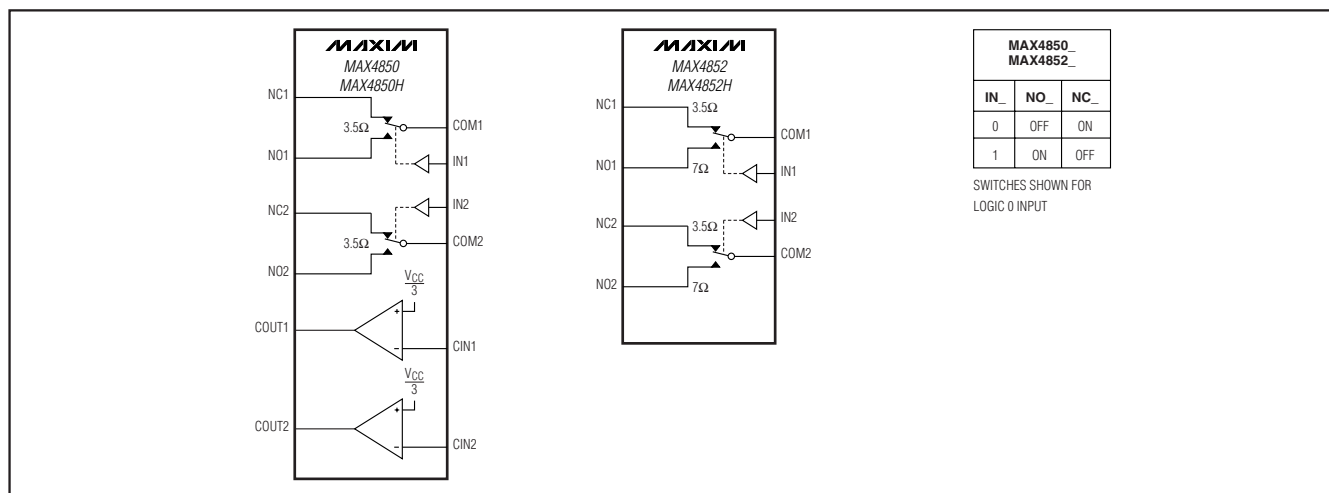 MAXIM
MAX4850
MAX4850H
NC1
3.5Ω
COM1
NO1
IN1
NC2
IN2
3.5Ω
COM2
NO2
VCC
3
+
COUT1
−
CIN1
VCC
3
+
COUT2
−
CIN2
MAXIM
MAX4852
MAX4852H
NC1
3.5Ω
COM1
NO1
7Ω
IN1
NC2
3.5Ω
IN2
COM2
NO2
7Ω
MAX4850_
MAX4852_
IN_ NO_ NC_
0 OFF ON
1 ON OFF
SWITCHES SHOWN FOR
LOGIC 0 INPUT